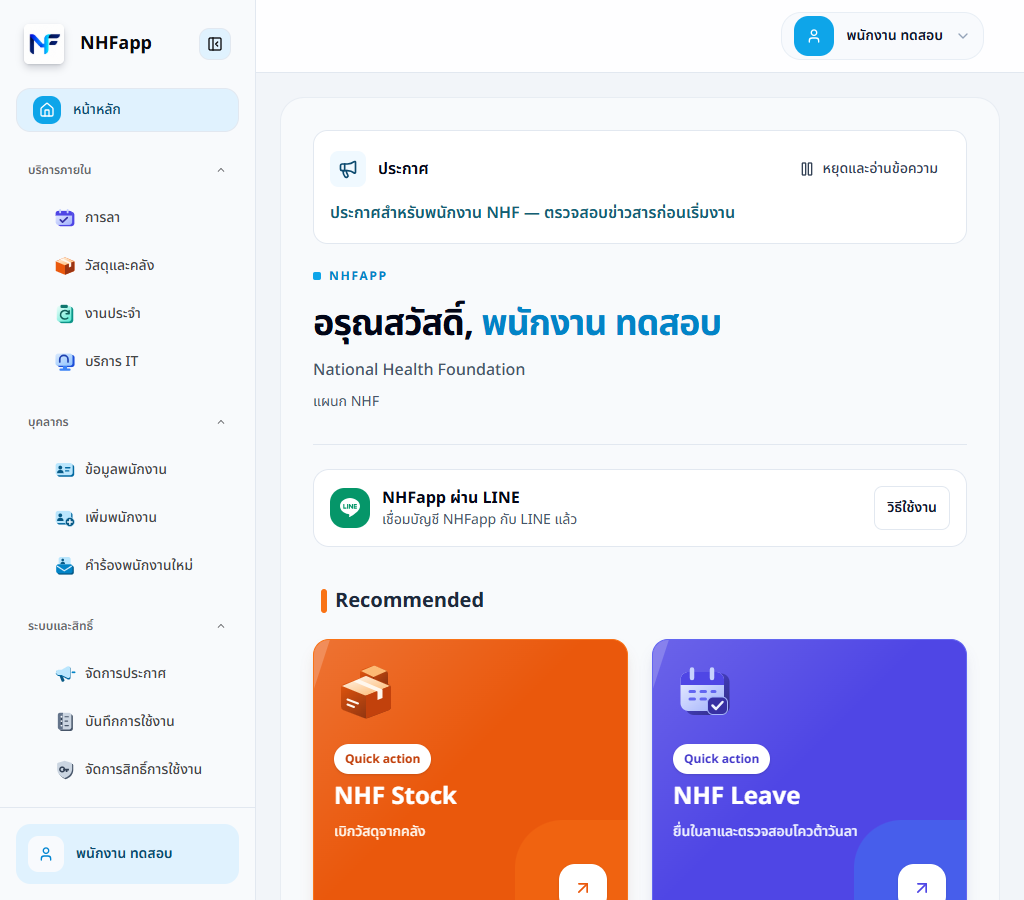 NHFapp
หน้าหลัก
บริการภายใน
การลา
วัสดุและคลัง
งานประจำ
บริการ IT
บุคลากร
ข้อมูลพนักงาน
เพิ่มพนักงาน
คำร้องพนักงานใหม่
ระบบและสิทธิ์
จัดการประกาศ
บันทึกการใช้งาน
จัดการสิทธิ์การใช้งาน
พนักงาน ทดสอบ
พนักงาน ทดสอบ
ประกาศ
หยุดและอ่านข้อความ
ประกาศสำหรับพนักงาน NHF — ตรวจสอบข่าวสารก่อนเริ่มงาน
NHFAPP
อรุณสวัสดิ์, พนักงาน ทดสอบ
National Health Foundation
แผนก NHF
LINE
NHFapp ผ่าน LINE
เชื่อมบัญชี NHFapp กับ LINE แล้ว
วิธีใช้งาน
Recommended
Quick action
NHF Stock
เบิกวัสดุจากคลัง
Quick action
NHF Leave
ยื่นใบลาและตรวจสอบโควต้าวันลา